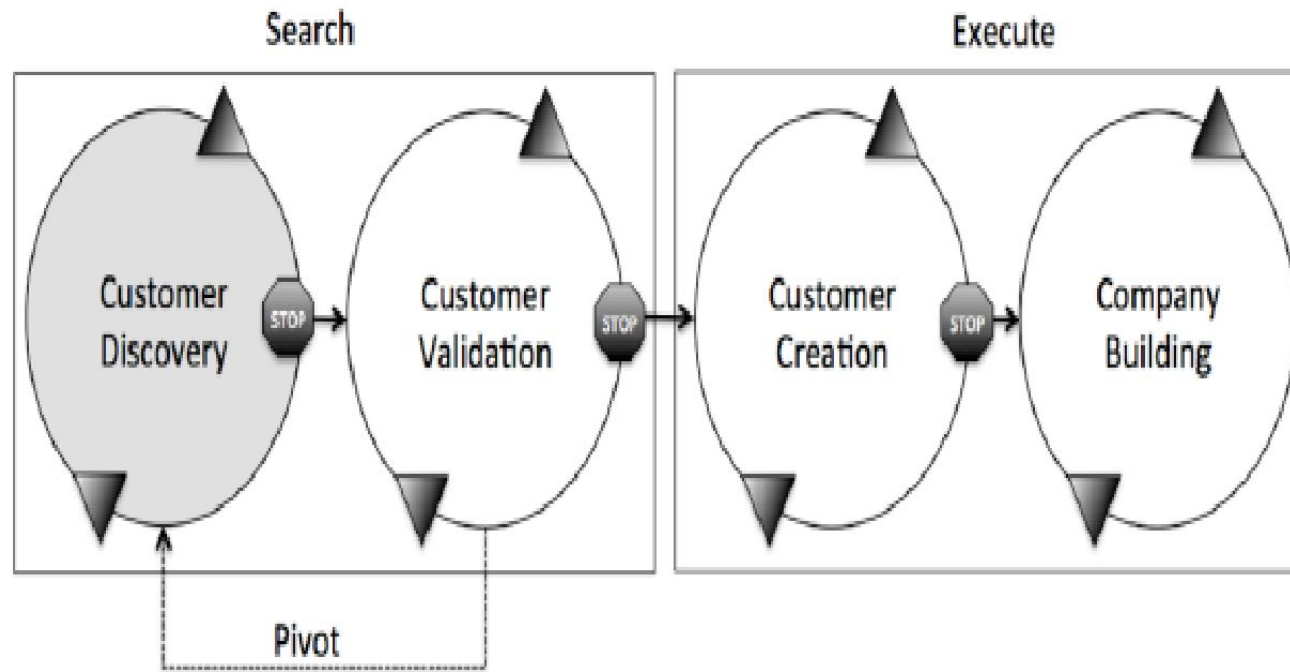 Search
Execute
Customer
Discovery
STOP
Customer
Validation
STOP
Customer
Creation
STOP
Company
Building
Pivot